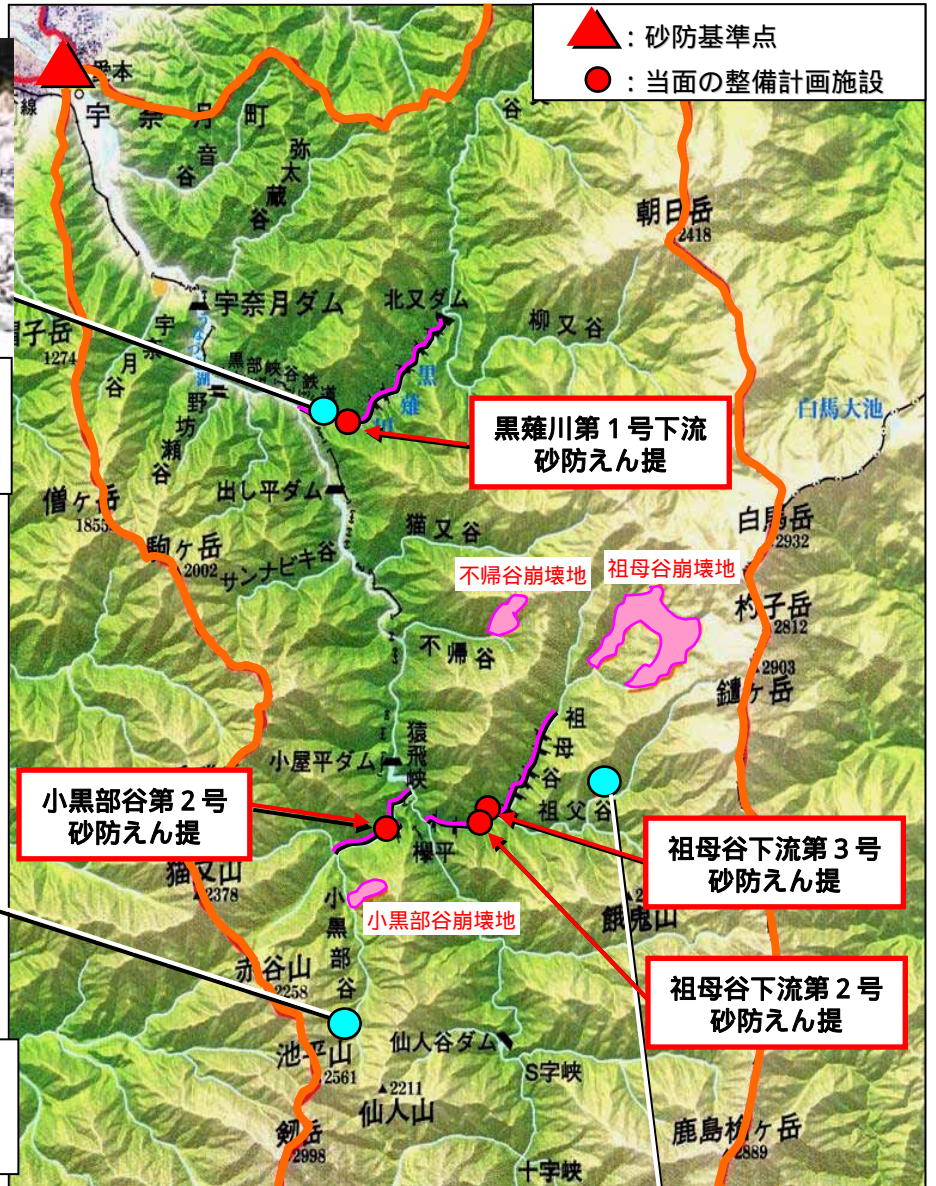 ：砂防基準点
：当面の整備計画施設
愛本
線
宇奈月町
音谷
弥太蔵谷
谷
朝日岳
2418
宇奈月ダム
北又ダム
柳又谷
帽子岳
1274
宇奈月谷
うなづき湖
黒部峡谷鉄道
黒薙川
野坊瀬谷
白馬大池
黒薙川第１号下流
砂防えん提
出し平ダム
僧ヶ岳
1855
猫又谷
白馬岳
2932
駒ヶ岳
2002
サンナビキ谷
不帰谷崩壊地
祖母谷崩壊地
杓子岳
2812
不帰谷
2903
鑓ヶ岳
猿飛峡
祖母谷
小屋平ダム
祖父谷
小黒部谷第２号
砂防えん提
欅平
祖母谷下流第３号
砂防えん提
猫又山
2378
小黒部谷
小黒部谷崩壊地
餓鬼山
赤谷山
2258
祖母谷下流第２号
砂防えん提
仙人谷ダム
池平山
2561
S字峡
2211
仙人山
鹿島槍ヶ岳
2889
剱岳
2998
十字峡